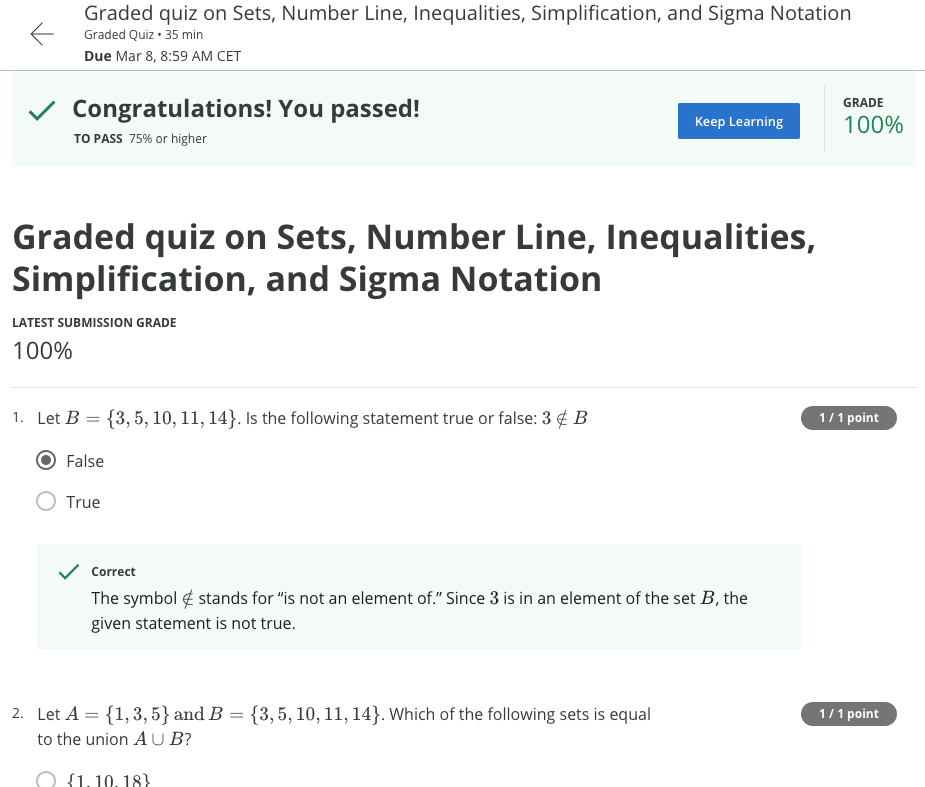 Graded quiz on Sets, Number Line, Inequalities, Simplification, and Sigma Notation
Graded Quiz • 35 min
Due Mar 8, 8:59 AM CET
Congratulations! You passed!
TO PASS 75% or higher
Keep Learning
GRADE
100%
Graded quiz on Sets, Number Line, Inequalities,
Simplification, and Sigma Notation
LATEST SUBMISSION GRADE
100%
1. Let B = {3, 5, 10, 11, 14}. Is the following statement true or false: 3 ∉ B
1 / 1 point
False
True
Correct
The symbol ∉ stands for “is not an element of.” Since 3 is in an element of the set B, the
given statement is not true.
2. Let A = {1, 3, 5} and B = {3, 5, 10, 11, 14}. Which of the following sets is equal
to the union A ∪ B?
1 / 1 point
{1, 10, 18}